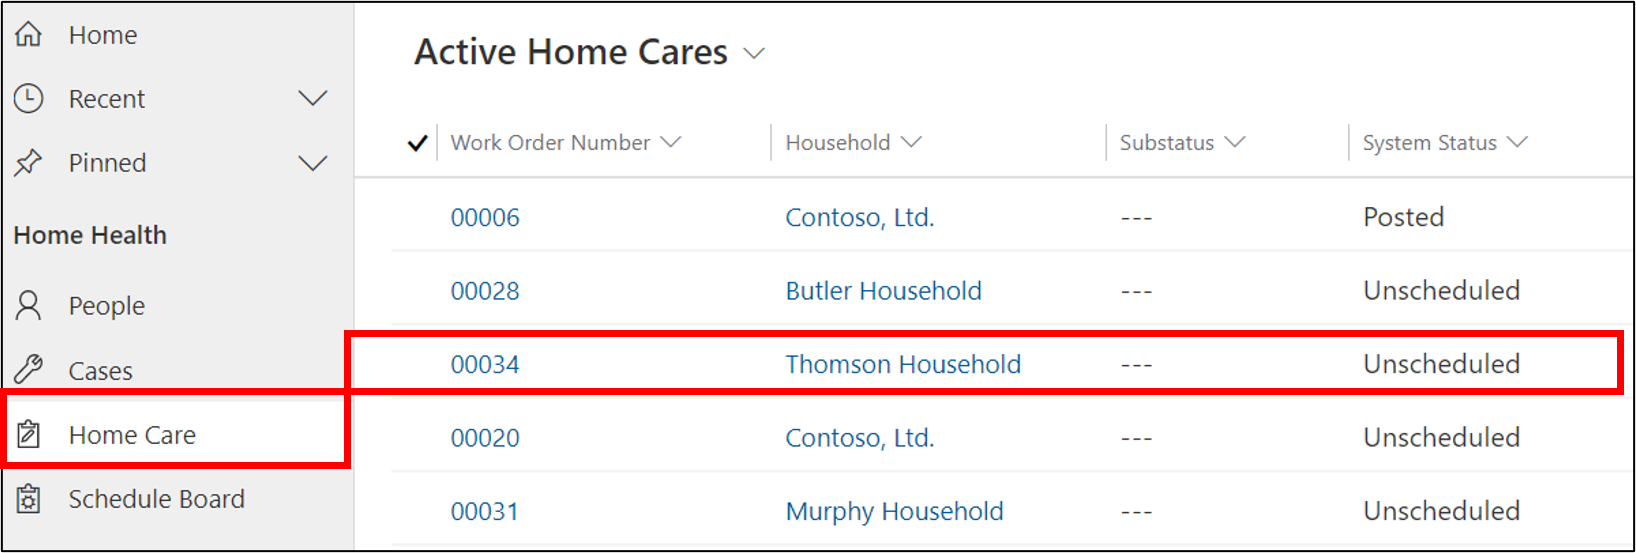 Home
Recent
Pinned
Home Health
People
Cases
Home Care
Schedule Board
Active Home Cares
Work Order Number Household Substatus System Status
00006 Contoso, Ltd. --- Posted
00028 Butler Household --- Unscheduled
00034 Thomson Household --- Unscheduled
00020 Contoso, Ltd. --- Unscheduled
00031 Murphy Household --- Unscheduled